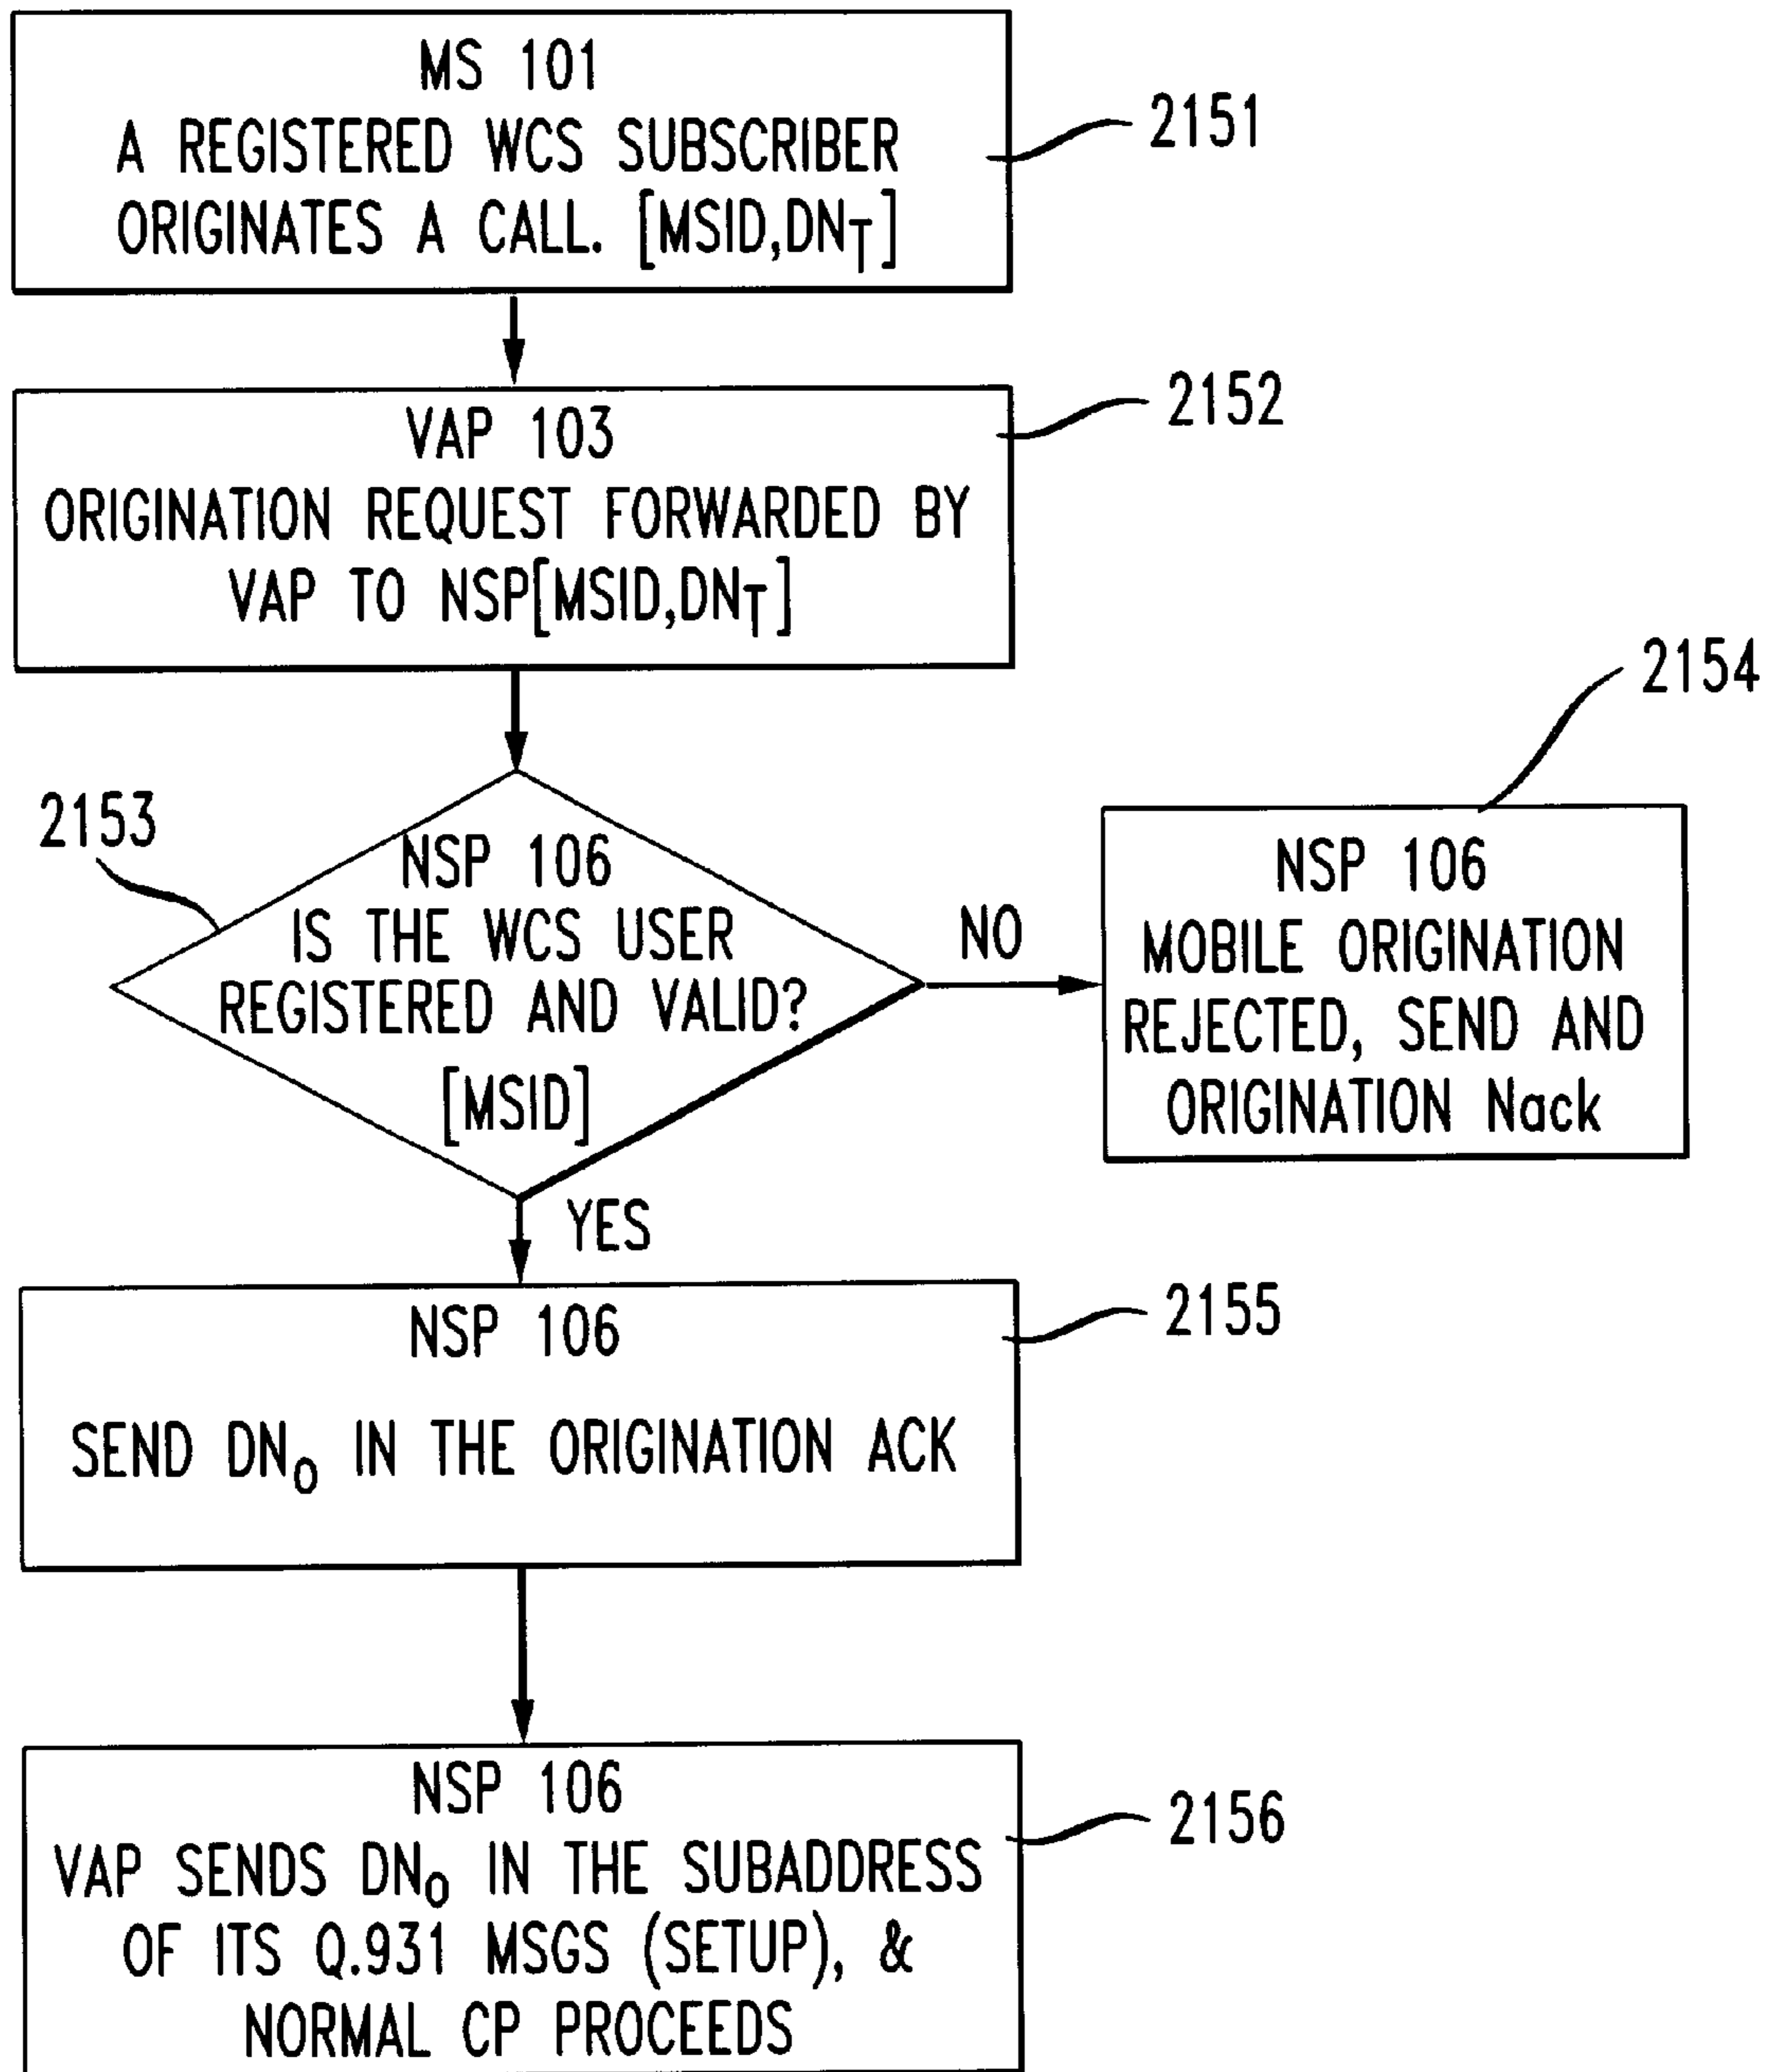 MS 101
A REGISTERED WCS SUBSCRIBER
ORIGINATES A CALL. [MSID,DNT]
2151
VAP 103
ORIGINATION REQUEST FORWARDED BY
VAP TO NSP[MSID,DNT]
2152
2153
NSP 106
IS THE WCS USER
REGISTERED AND VALID?
[MSID]
NO
YES
2154
NSP 106
MOBILE ORIGINATION
REJECTED, SEND AND
ORIGINATION Nack
NSP 106
SEND DN0 IN THE ORIGINATION ACK
2155
NSP 106
VAP SENDS DN0 IN THE SUBADDRESS
OF ITS Q.931 MSGS (SETUP), &
NORMAL CP PROCEEDS
2156